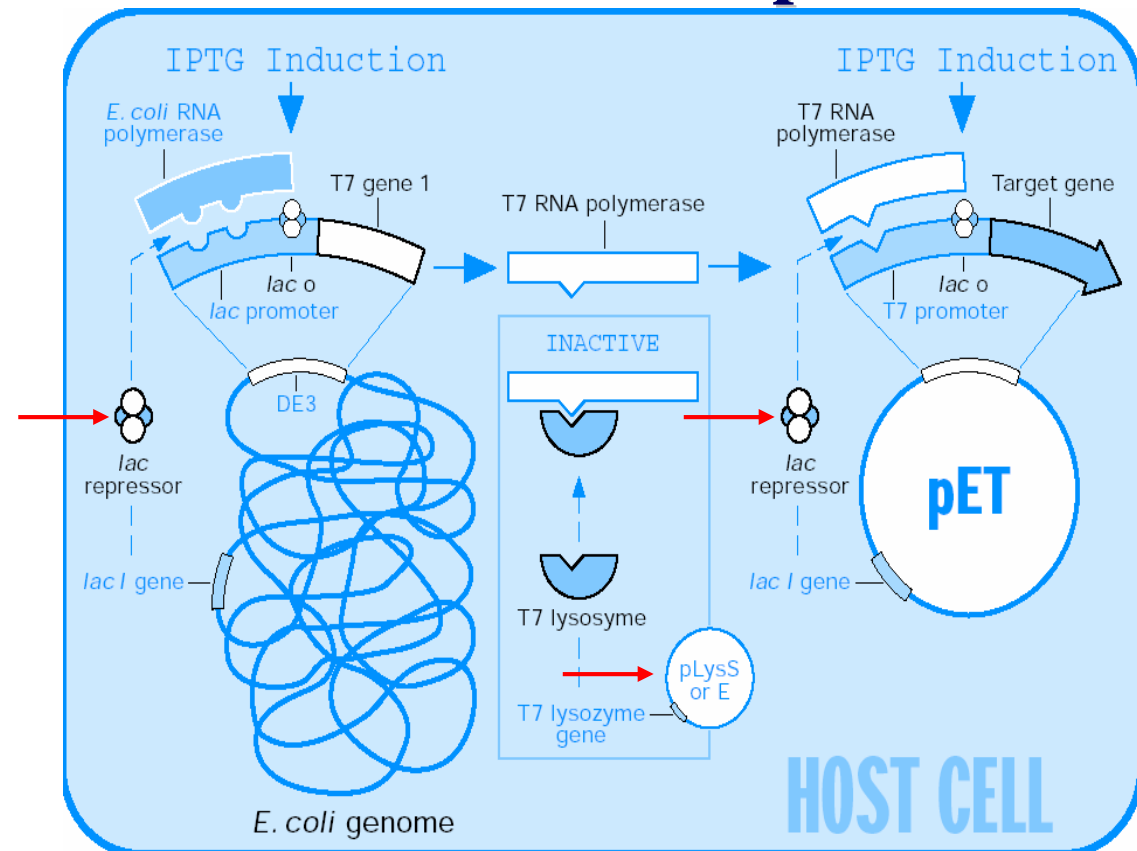 IPTG Induction
IPTG Induction
E. coli RNA
polymerase
T7 gene 1
T7 RNA polymerase
T7 RNA
polymerase
Target gene
lac o
lac promoter
lac o
T7 promoter
INACTIVE
DE3
lac
repressor
lac
repressor
pET
lac I gene
T7 lysosyme
lac I gene
pLysS
or E
T7 lysozyme
gene
E. coli genome
HOST CELL